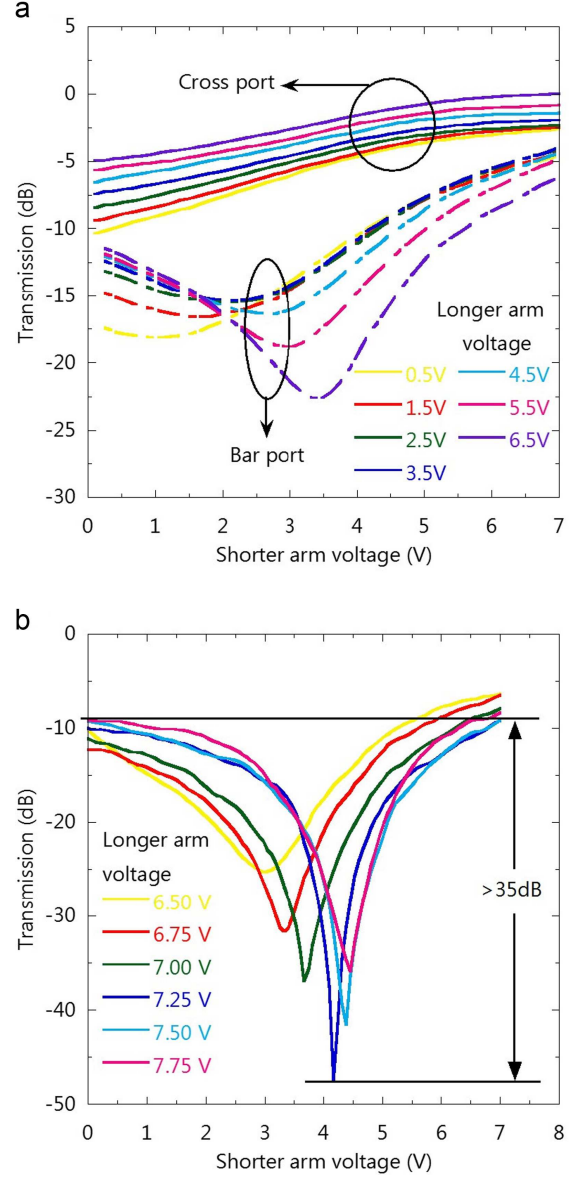 a
5
0
-5
-10
-15
-20
-25
-30
Transmission (dB)
Cross port
Bar port
Longer arm
voltage
0.5V
1.5V
2.5V
3.5V
4.5V
5.5V
6.5V
0 1 2 3 4 5 6 7
Shorter arm voltage (V)
b
0
-10
-20
-30
-40
-50
Transmission (dB)
Longer arm
voltage
6.50 V
6.75 V
7.00 V
7.25 V
7.50 V
7.75 V
>35dB
0 1 2 3 4 5 6 7 8
Shorter arm voltage (V)